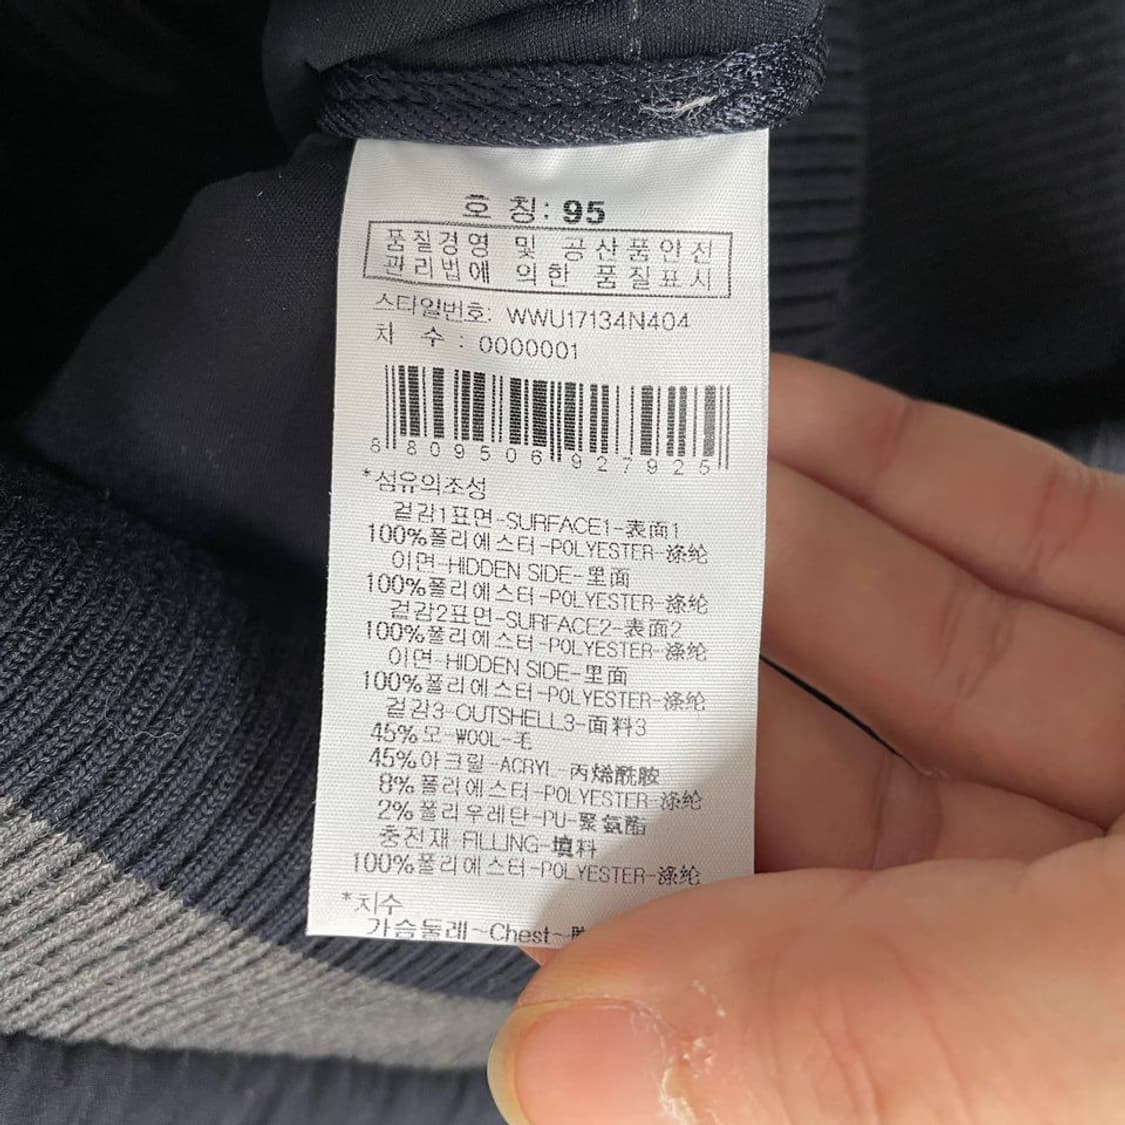 호 칭: 95
품질경영 및 공산품안전
관리법에 의한 품질표시
스타일번호: WWU17134N404
차 수 : 0000001
8 809506 927925
*섬유의조성
겉감1표면-SURFACE1-表面1
100%폴리에스터-POLYESTER-涤纶
이면-HIDDEN SIDE-里面
100%폴리에스터-POLYESTER-涤纶
겉감2표면-SURFACE2-表面2
100%폴리에스터-POLYESTER-涤纶
이면-HIDDEN SIDE-里面
100%폴리에스터-POLYESTER-涤纶
겉감3-OUTSHELL3-面料3
45%모-WOOL-毛
45%아크릴-ACRYL-丙烯酰胺
8%폴리에스터-POLYESTER-涤纶
2%폴리우레탄-PU-聚氨酯
충전재-FILLING-填料
100%폴리에스터-POLYESTER-涤纶
*치수
가슴둘레~Chest~